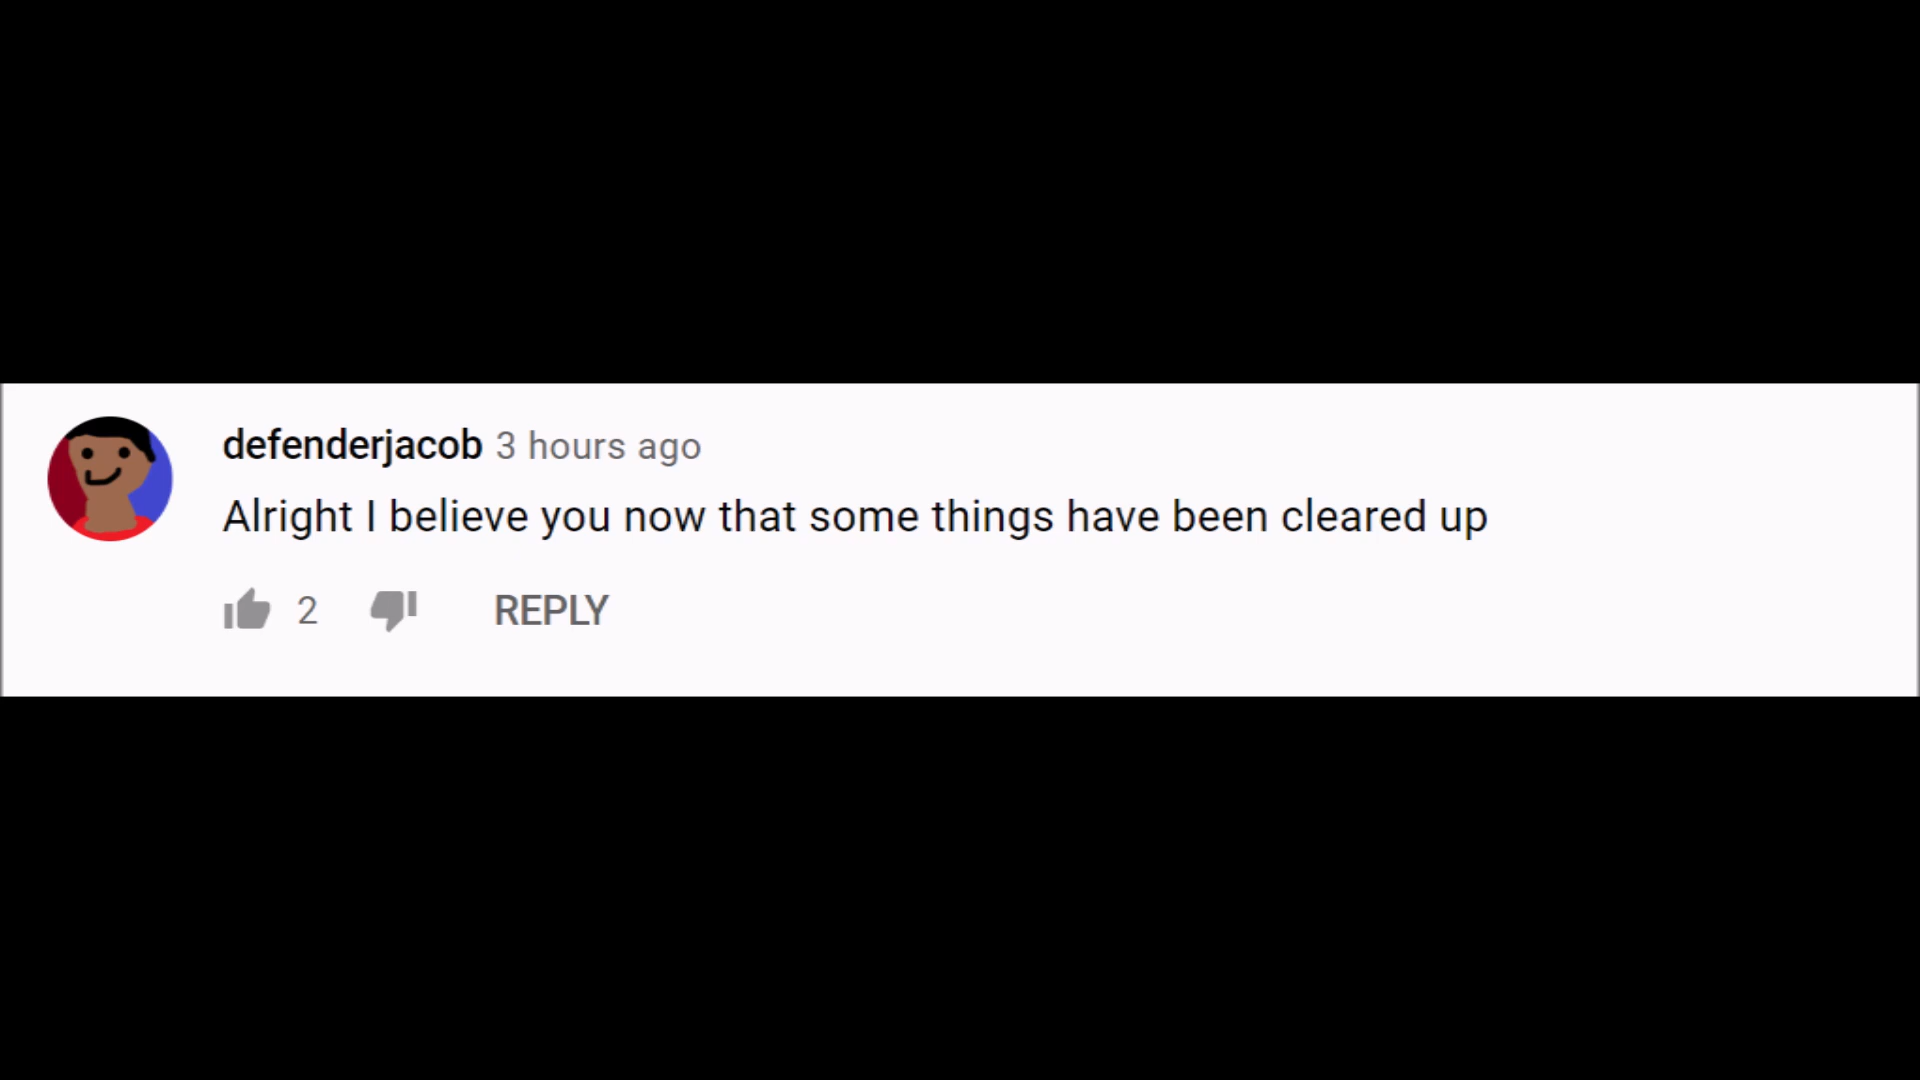 defenderjacob 3 hours ago
Alright I believe you now that some things have been cleared up
2 REPLY